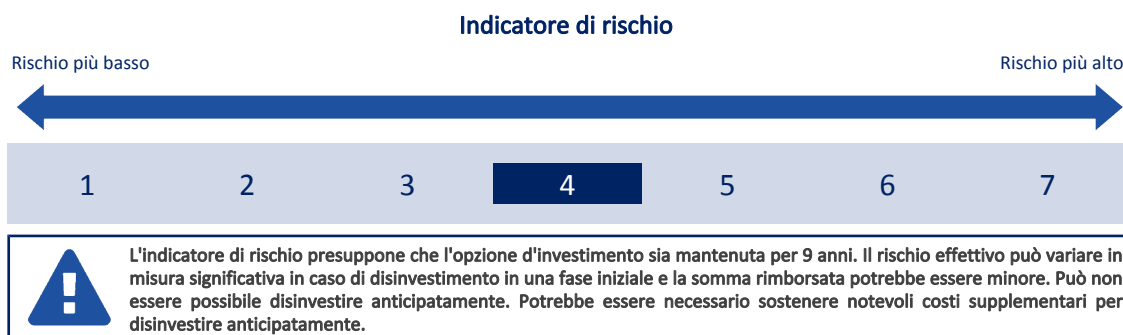 Indicatore di rischio
Rischio più basso
Rischio più alto
1 2 3 4 5 6 7
L'indicatore di rischio presuppone che l'opzione d'investimento sia mantenuta per 9 anni. Il rischio effettivo può variare in
misura significativa in caso di disinvestimento in una fase iniziale e la somma rimborsata potrebbe essere minore. Può non
essere possibile disinvestire anticipatamente. Potrebbe essere necessario sostenere notevoli costi supplementari per
disinvestire anticipatamente.